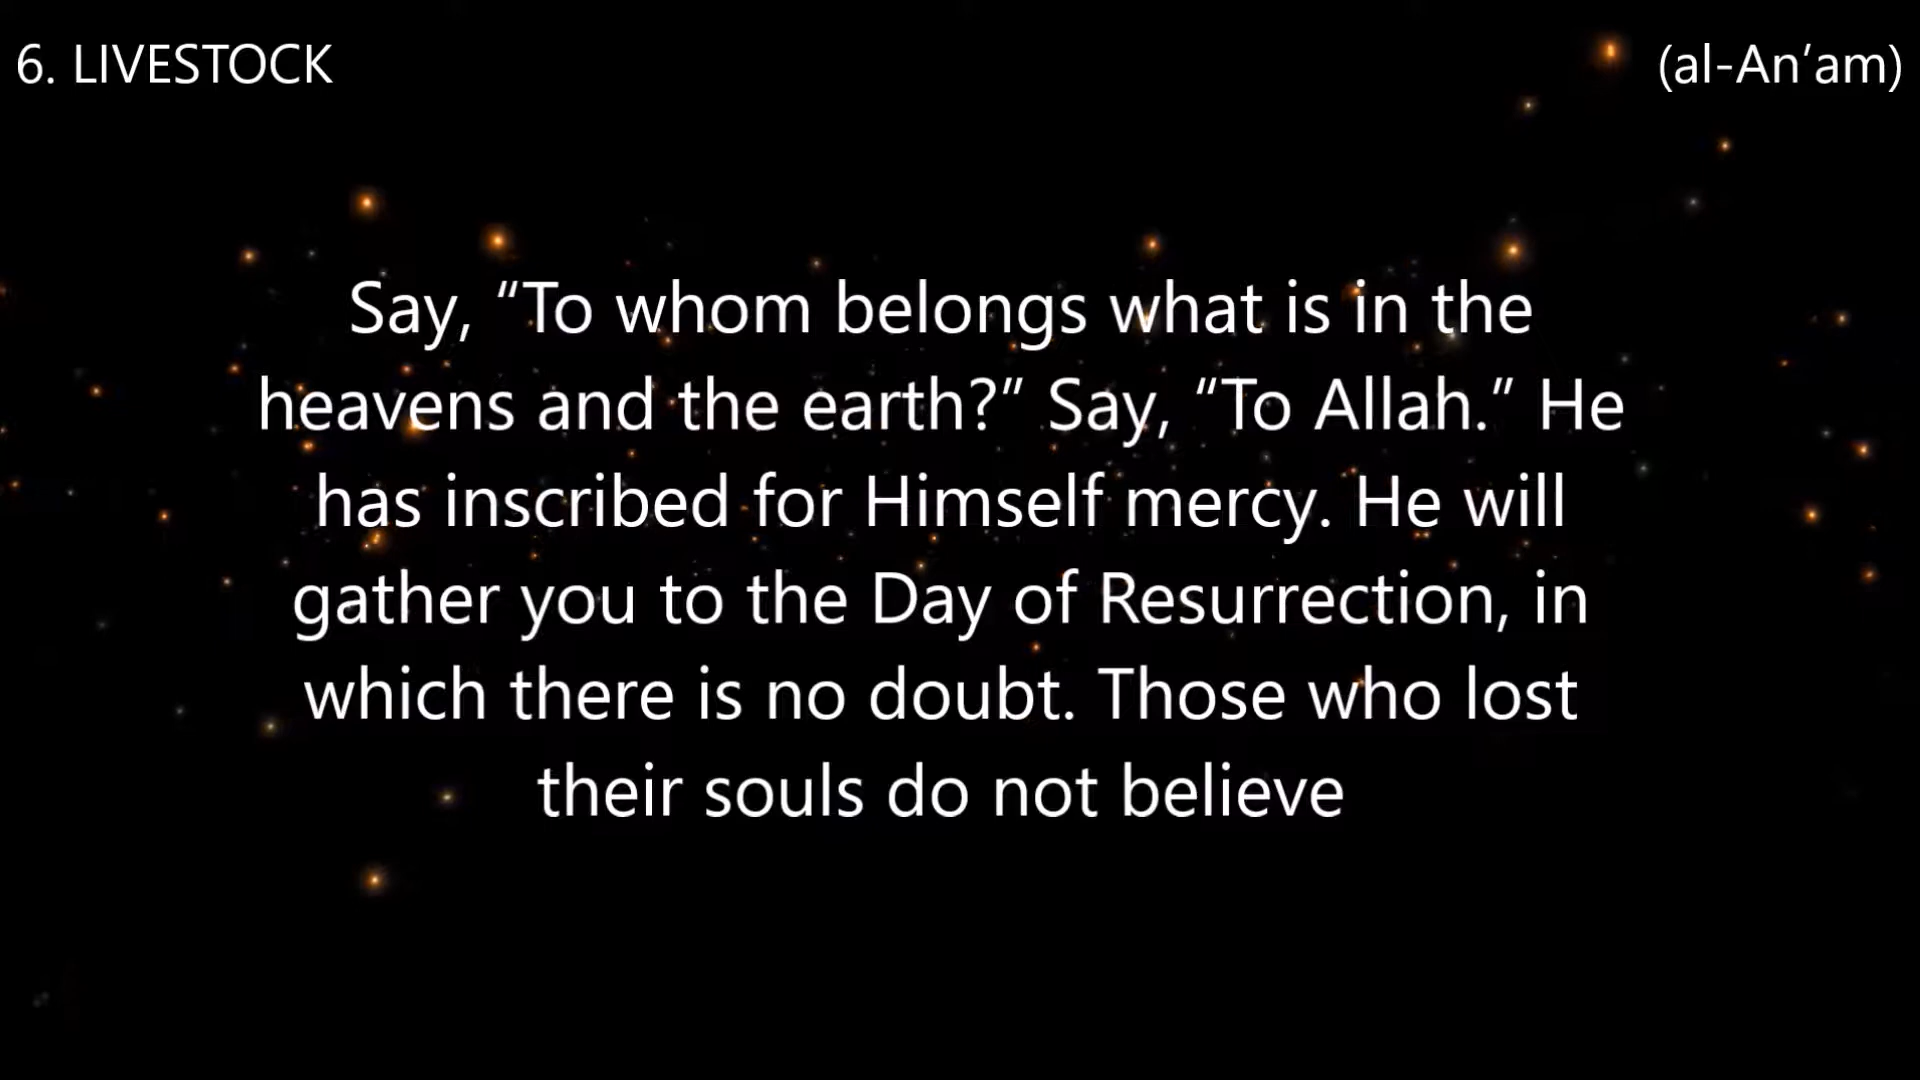 6. LIVESTOCK
(al-An’am)
Say, “To whom belongs what is in the
heavens and the earth?” Say, “To Allah.” He
has inscribed for Himself mercy. He will
gather you to the Day of Resurrection, in
which there is no doubt. Those who lost
their souls do not believe